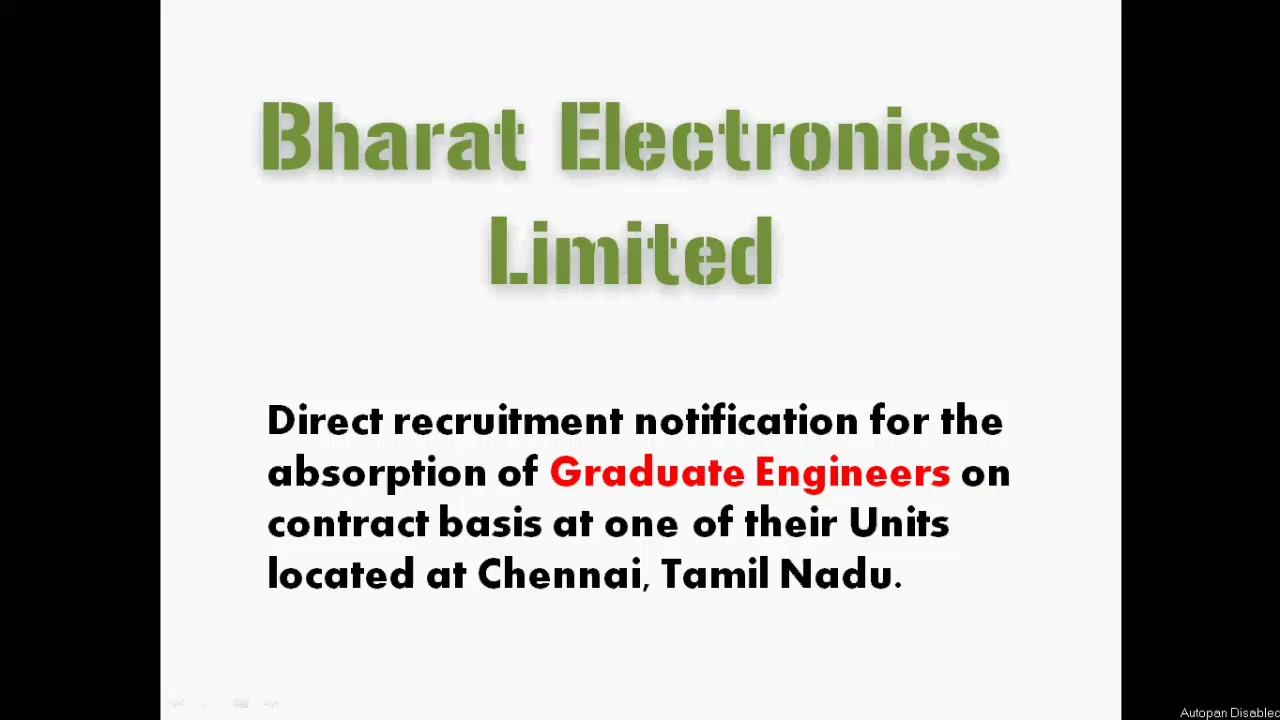 Bharat Electronics
Limited
Direct recruitment notification for the
absorption of Graduate Engineers on
contract basis at one of their Units
located at Chennai, Tamil Nadu.
Autopan Disabled